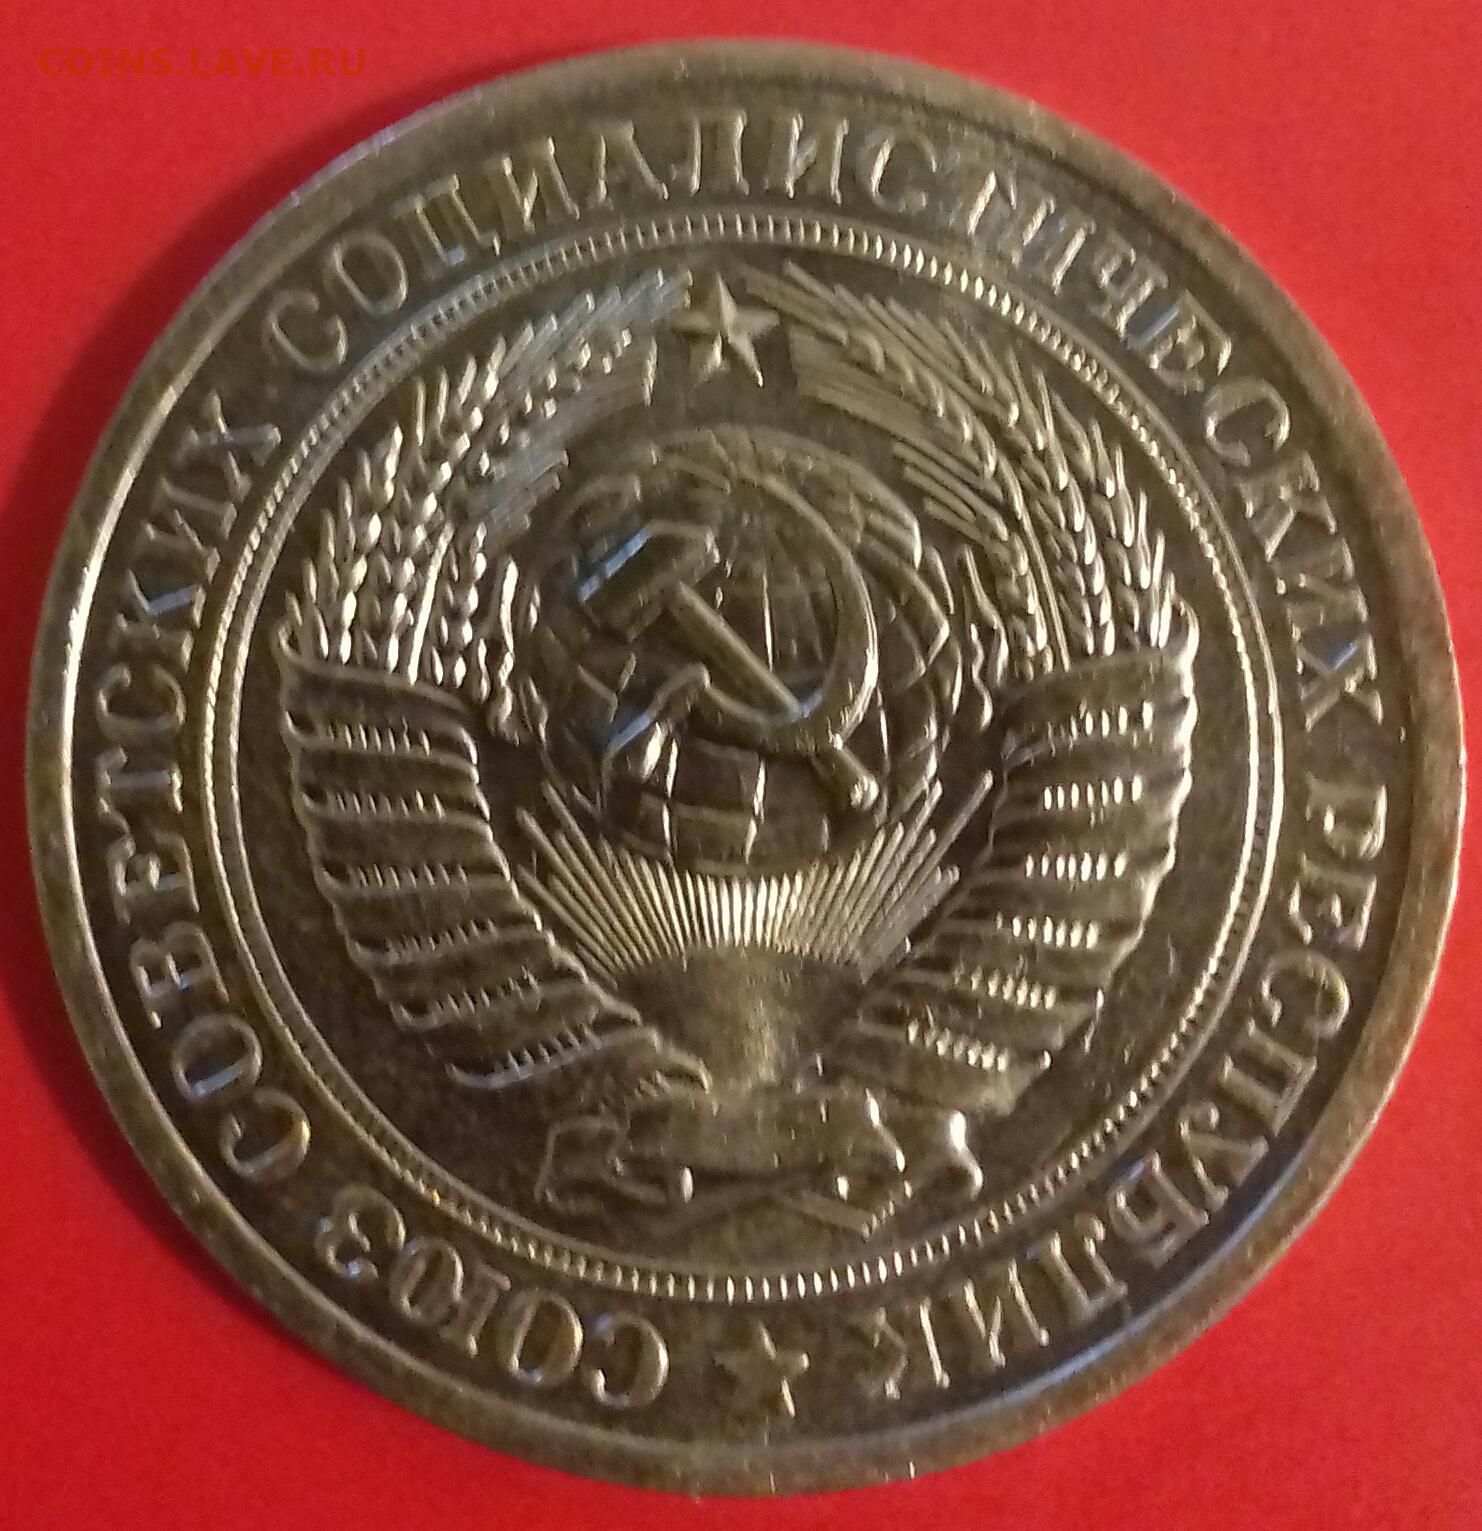 COINS.LAVE.RU
СОЮЗ СОВЕТСКИХ СОЦИАЛИСТИЧЕСКИХ РЕСПУБЛИК